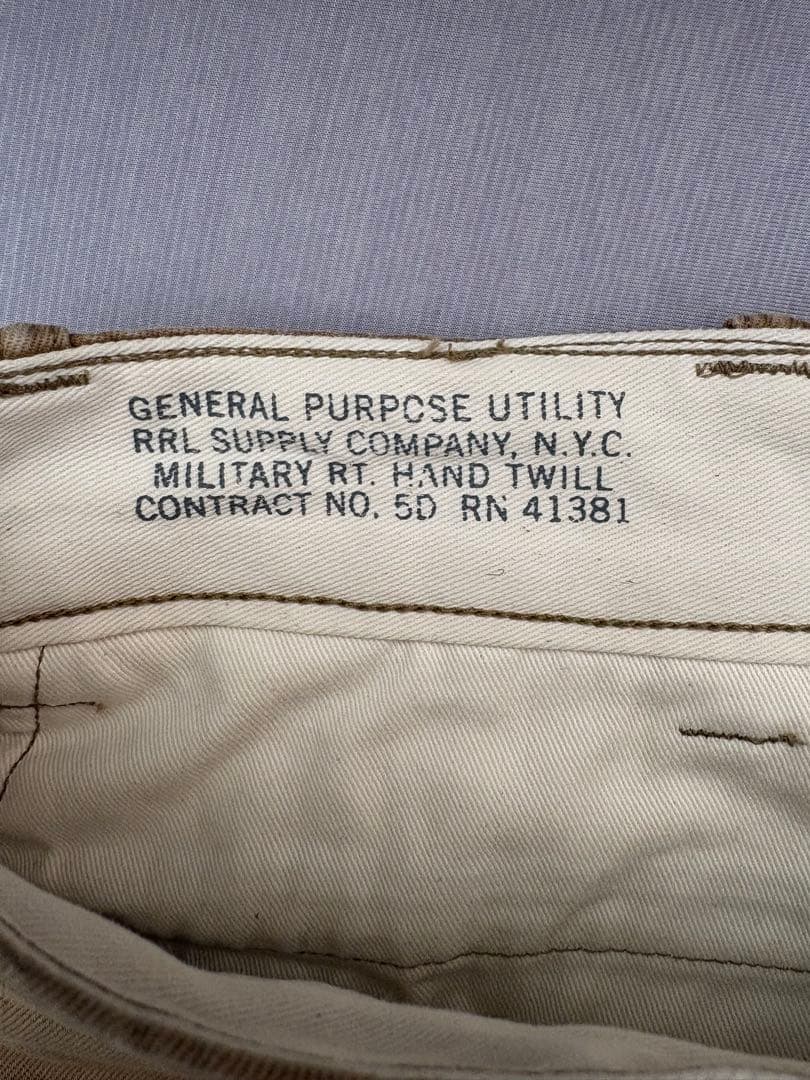 GENERAL PURPOSE UTILITY
RRL SUPPLY COMPANY, N.Y.C.
MILITARY RT. HAND TWILL
CONTRACT NO. 5D RN 41381